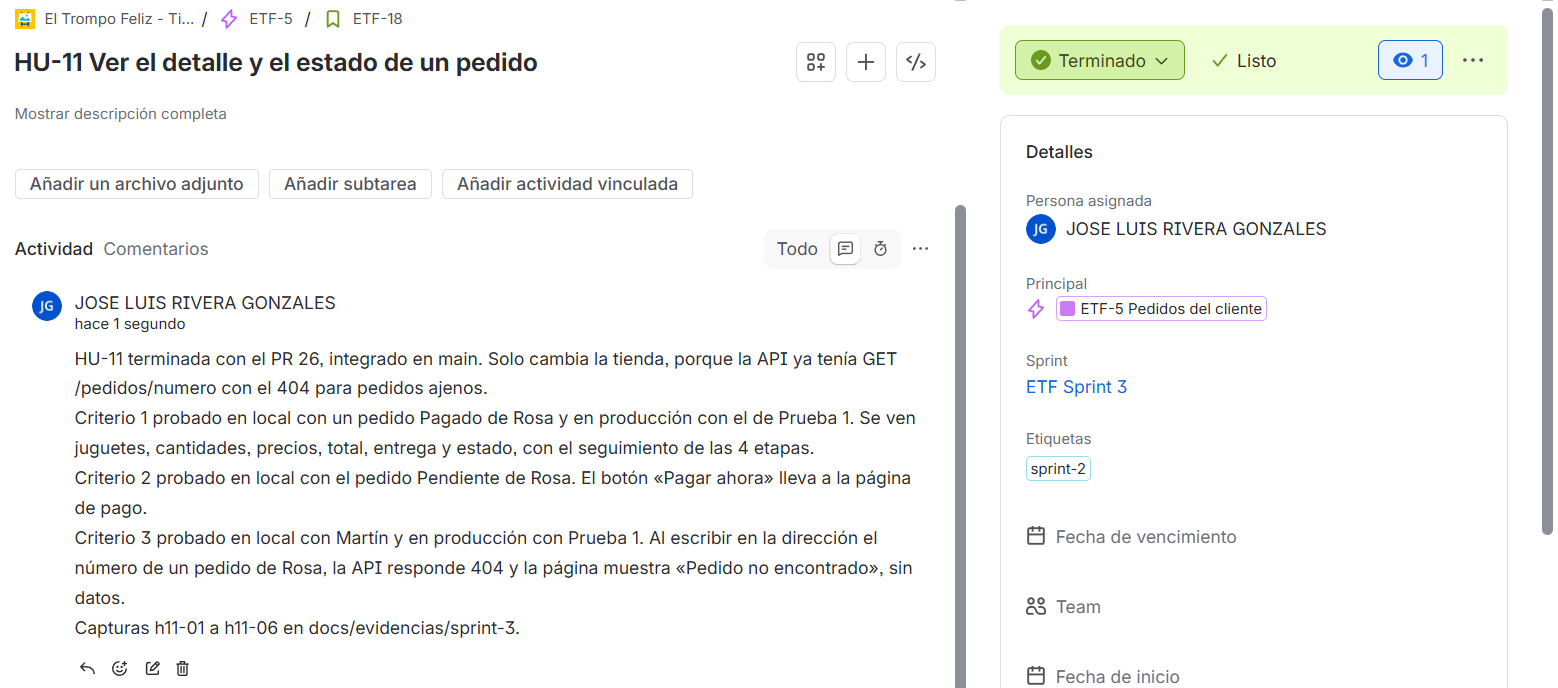 El Trompo Feliz - Ti... / ETF-5 / ETF-18
HU-11 Ver el detalle y el estado de un pedido
Mostrar descripción completa
Añadir un archivo adjunto
Añadir subtarea
Añadir actividad vinculada
Actividad Comentarios
Todo
JG
JOSE LUIS RIVERA GONZALES
hace 1 segundo
HU-11 terminada con el PR 26, integrado en main. Solo cambia la tienda, porque la API ya tenía GET
/pedidos/numero con el 404 para pedidos ajenos.
Criterio 1 probado en local con un pedido Pagado de Rosa y en producción con el de Prueba 1. Se ven
juguetes, cantidades, precios, total, entrega y estado, con el seguimiento de las 4 etapas.
Criterio 2 probado en local con el pedido Pendiente de Rosa. El botón «Pagar ahora» lleva a la página
de pago.
Criterio 3 probado en local con Martín y en producción con Prueba 1. Al escribir en la dirección el
número de un pedido de Rosa, la API responde 404 y la página muestra «Pedido no encontrado», sin
datos.
Capturas h11-01 a h11-06 en docs/evidencias/sprint-3.
Terminado
Listo
1
Detalles
Persona asignada
JG JOSE LUIS RIVERA GONZALES
Principal
ETF-5 Pedidos del cliente
Sprint
ETF Sprint 3
Etiquetas
sprint-2
Fecha de vencimiento
Team
Fecha de inicio